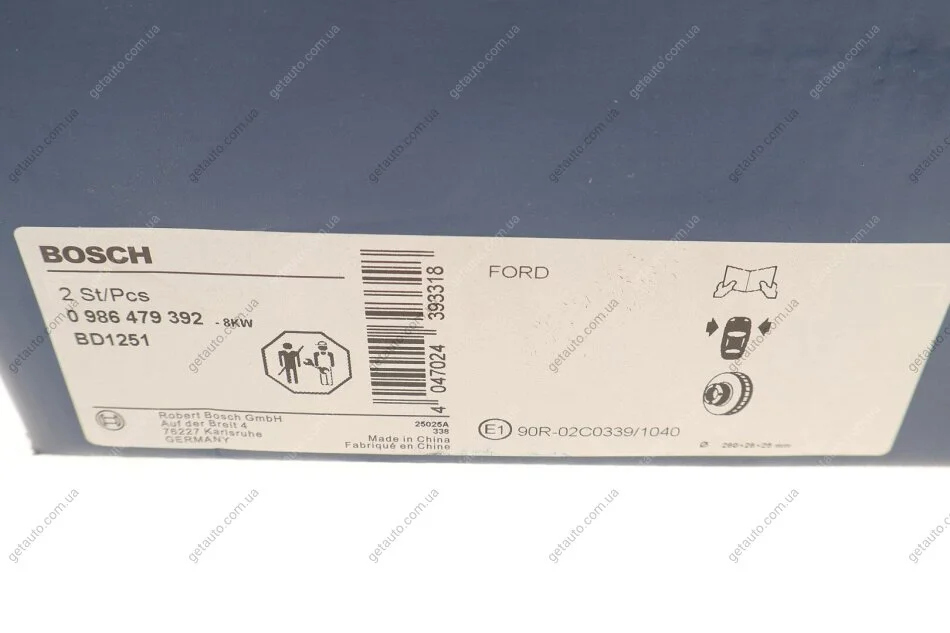 BOSCH
2 St/Pcs
0 986 479 392 - 8KW
BD1251
Robert Bosch GmbH
Auf der Breit 4
76227 Karlsruhe
GERMANY
4 047024 393318
25025A
338
Made in China
Fabriqué en Chine
FORD
E1 90R-02C0339/1040
getauto.com.ua